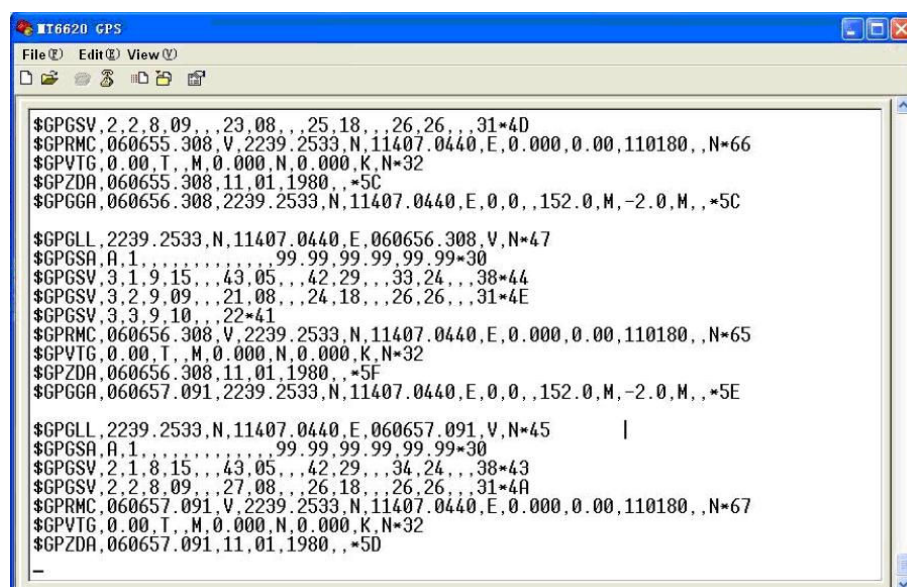 MT6620 GPS
File(F) Edit(E) View(V)
$GPGSV,2,2,8,09,,,23,08,,,25,18,,,26,26,,,31*4D
$GPRMC,060655.308,V,2239.2533,N,11407.0440,E,0.000,0.00,110180,,N*66
$GPVTG,0.00,T,,M,0.000,N,0.000,K,N*32
$GPZDA,060655.308,11,01,1980,,*5C
$GPGGA,060656.308,2239.2533,N,11407.0440,E,0,0,,152.0,M,-2.0,M,,*5C
$GPGLL,2239.2533,N,11407.0440,E,060656.308,V,N*47
$GPGSA,A,1,,,,,,,,,,,,,99.99,99.99,99.99*30
$GPGSV,3,1,9,15,,,43,05,,,42,29,,,33,24,,,38*44
$GPGSV,3,2,9,09,,,21,08,,,24,18,,,26,26,,,31*4E
$GPGSV,3,3,9,10,,,22*41
$GPRMC,060656.308,V,2239.2533,N,11407.0440,E,0.000,0.00,110180,,N*65
$GPVTG,0.00,T,,M,0.000,N,0.000,K,N*32
$GPZDA,060656.308,11,01,1980,,*5F
$GPGGA,060657.091,2239.2533,N,11407.0440,E,0,0,,152.0,M,-2.0,M,,*5E
$GPGLL,2239.2533,N,11407.0440,E,060657.091,V,N*45
$GPGSA,A,1,,,,,,,,,,,,,99.99,99.99,99.99*30
$GPGSV,2,1,8,15,,,43,05,,,42,29,,,34,24,,,38*43
$GPGSV,2,2,8,09,,,27,08,,,26,18,,,26,26,,,31*4A
$GPRMC,060657.091,V,2239.2533,N,11407.0440,E,0.000,0.00,110180,,N*67
$GPVTG,0.00,T,,M,0.000,N,0.000,K,N*32
$GPZDA,060657.091,11,01,1980,,*5D